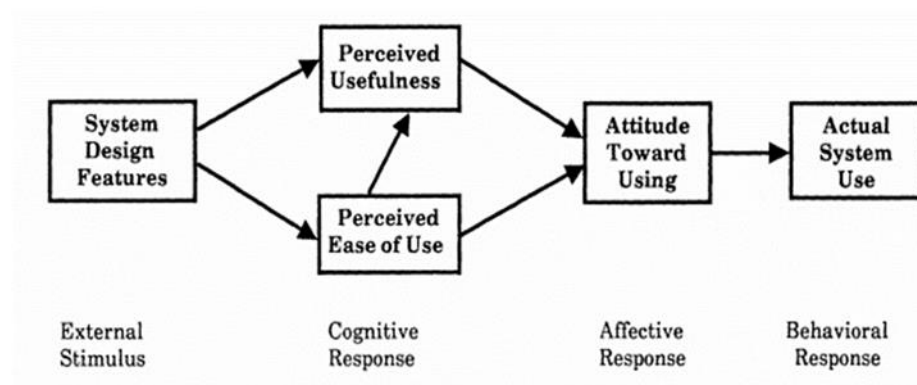 Perceived
Usefulness
System
Design
Features
Attitude
Toward
Using
Actual
System
Use
Perceived
Ease of Use
External
Stimulus
Cognitive
Response
Affective
Response
Behavioral
Response